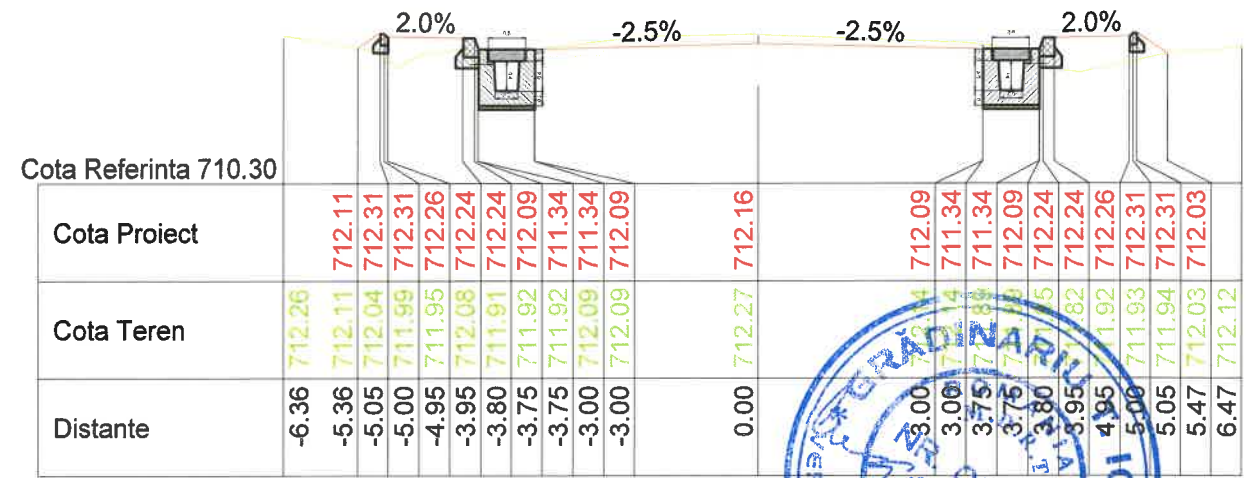 2.0% -2.5% -2.5% 2.0%
Cota Referinta 710.30
Cota Proiect 712.11 712.31 712.31 712.26 712.24 712.24 712.09 711.34 711.34 712.09 712.16 712.09 711.34 711.34 712.09 712.24 712.24 712.26 712.31 712.31 712.03
Cota Teren 712.26 712.11 712.04 711.99 711.95 712.08 711.91 711.92 711.92 712.09 712.09 712.27 711.92 711.93 711.94 712.03 712.12
Distante -6.36 -5.36 -5.05 -5.00 -4.95 -3.95 -3.80 -3.75 -3.75 -3.00 -3.00 0.00 3.00 3.00 3.75 3.75 3.80 3.95 4.95 5.00 5.05 5.47 6.47
GRĂDINARIU T.
ROMANIA
NR.